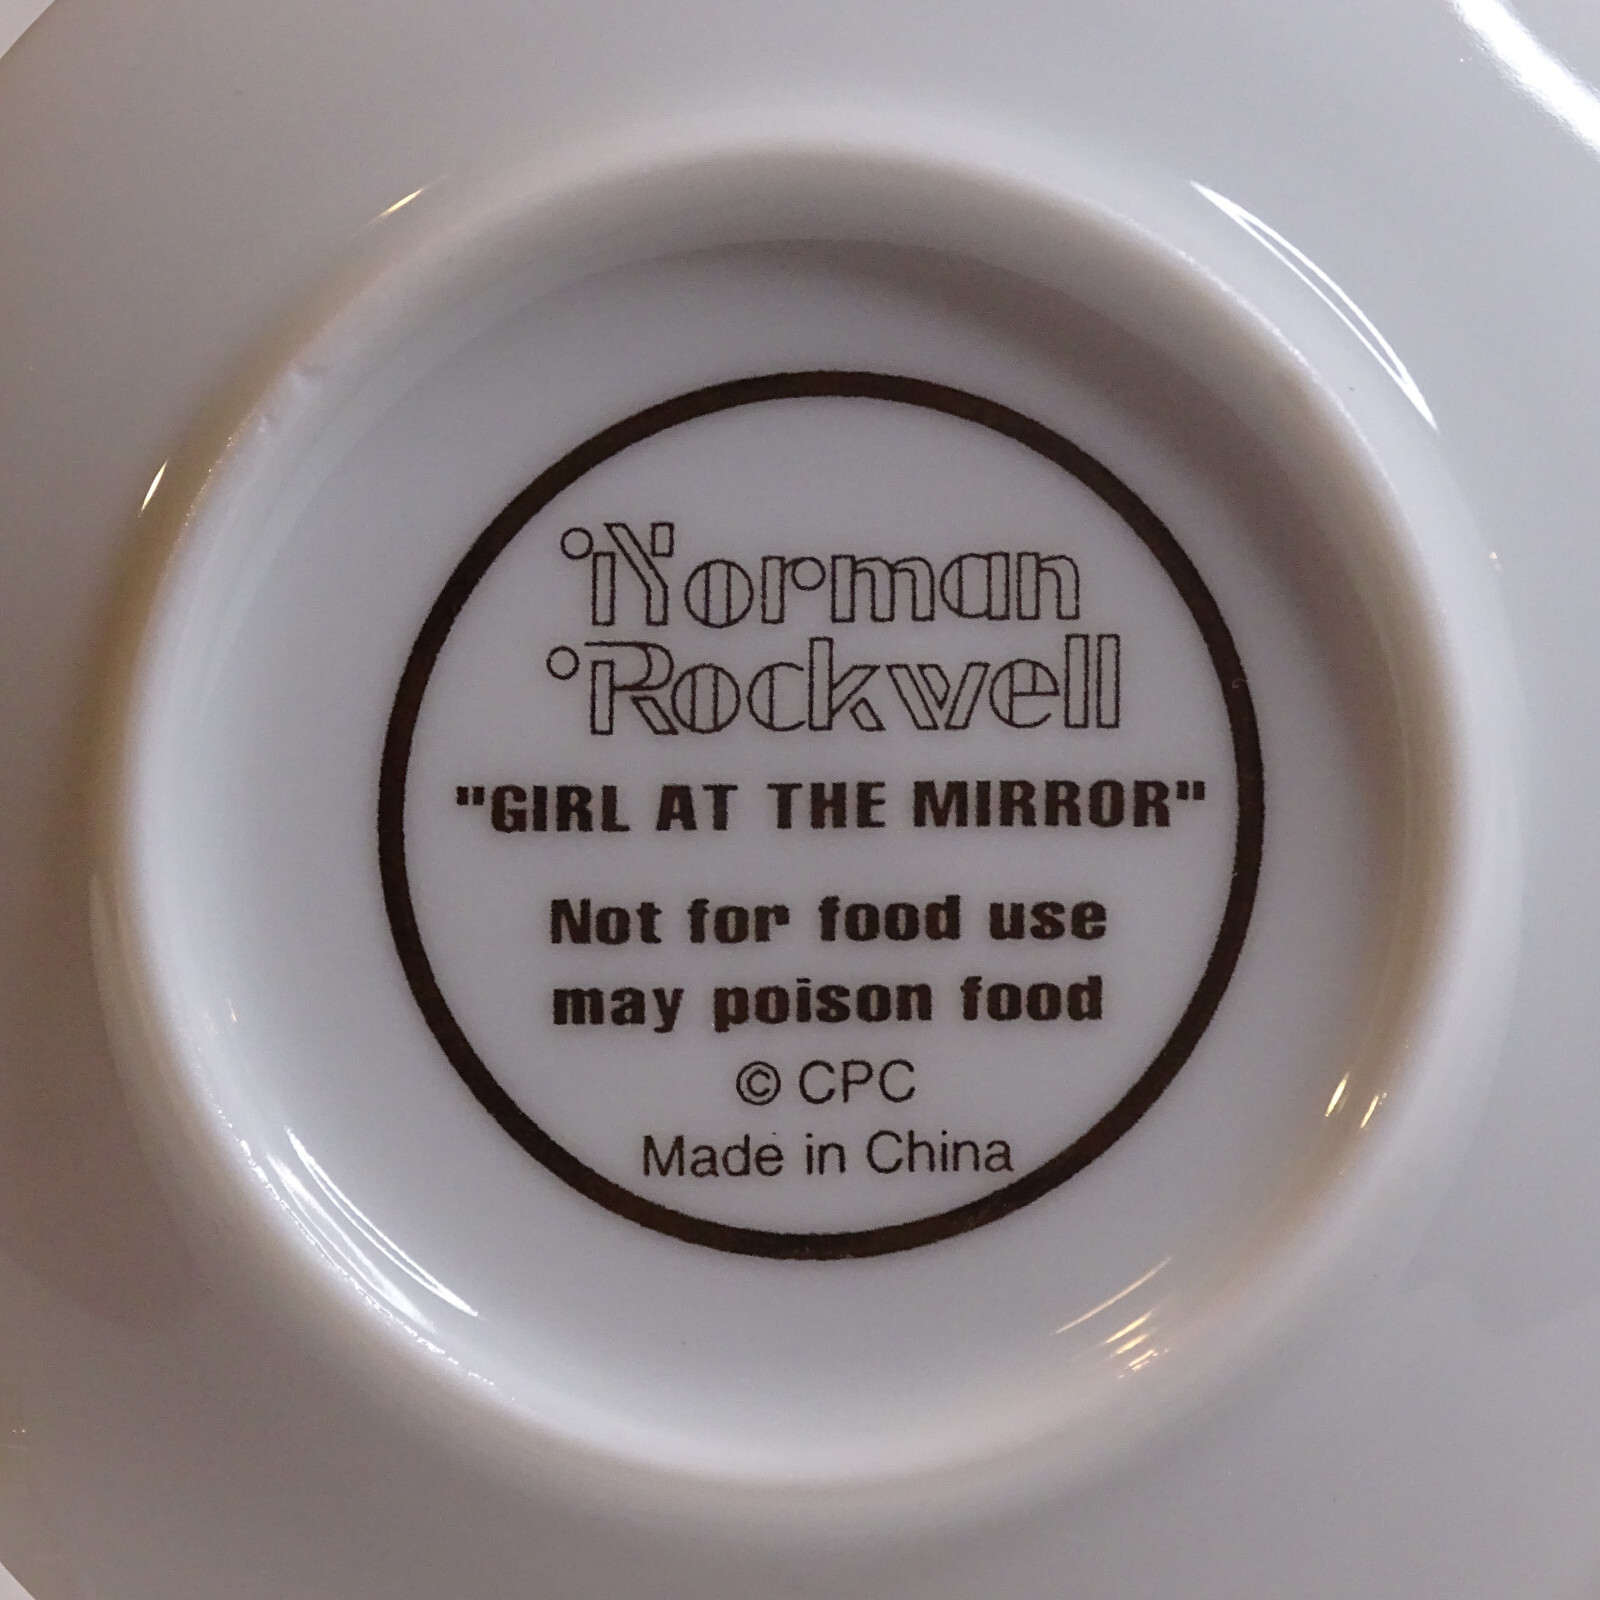 Norman
Rockwell
"GIRL AT THE MIRROR"
Not for food use
may poison food
© CPC
Made in China